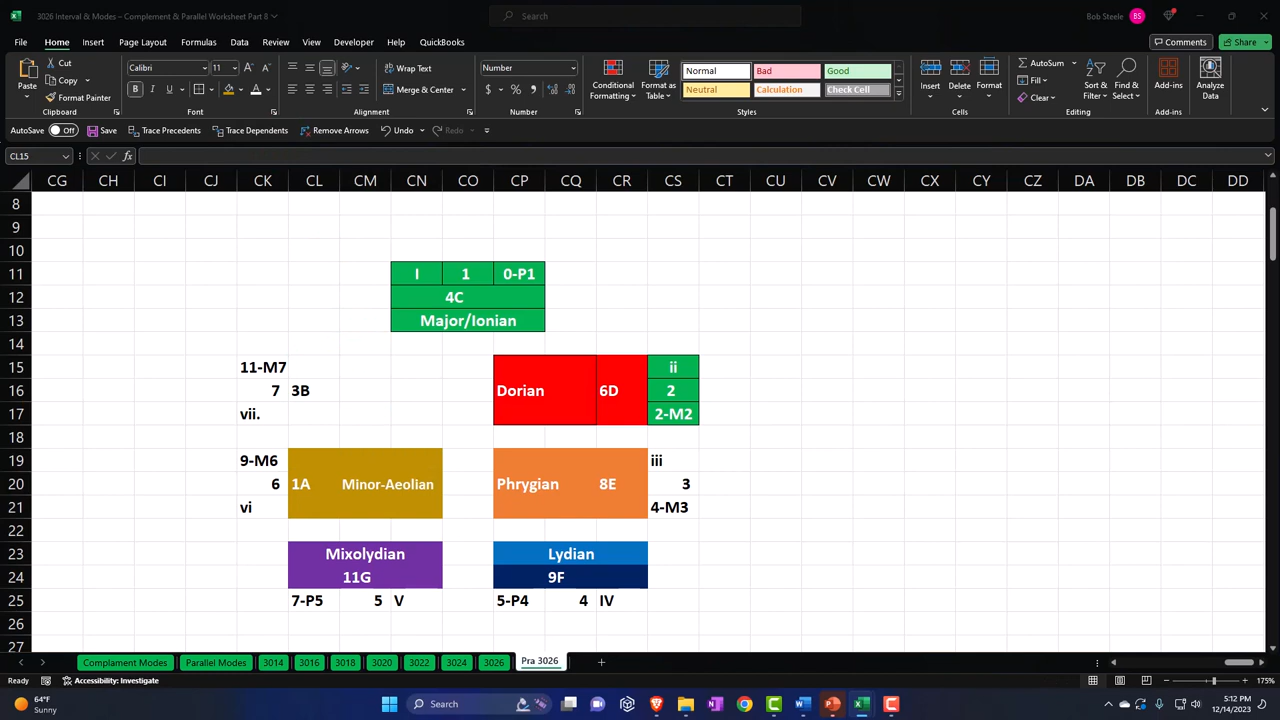 3026 Interval & Modes – Complement & Parallel Worksheet Part 8
Search
Bob Steele BS
File Home Insert Page Layout Formulas Data Review View Developer Help QuickBooks Comments Share
Paste Cut Copy Format Painter Clipboard
Calibri 11 B I U Font
Wrap Text Merge & Center Alignment
Number $ % Number
Conditional Formatting Format as Table Normal Bad Good Neutral Calculation Check Cell Styles
Insert Delete Format Cells
AutoSum Fill Clear Sort & Filter Find & Select Editing
Add-ins Add-ins
Analyze Data
AutoSave Off Save Trace Precedents Trace Dependents Remove Arrows Undo Redo
CL15 fx
CG CH CI CJ CK CL CM CN CO CP CQ CR CS CT CU CV CW CX CY CZ DA DB DC DD
8
9
10
11 I 1 0-P1
12 4C
13 Major/Ionian
14
15 11-M7 ii
16 7 3B Dorian 6D 2
17 vii. 2-M2
18
19 9-M6 iii
20 6 1A Minor-Aeolian Phrygian 8E 3
21 vi 4-M3
22
23 Mixolydian Lydian
24 11G 9F
25 7-P5 5 V 5-P4 4 IV
26
27
Complament Modes Parallel Modes 3014 3016 3018 3020 3022 3024 3026 Pra 3026
Ready Accessibility: Investigate 175%
64°F
Sunny
Search
5:12 PM
12/14/2023